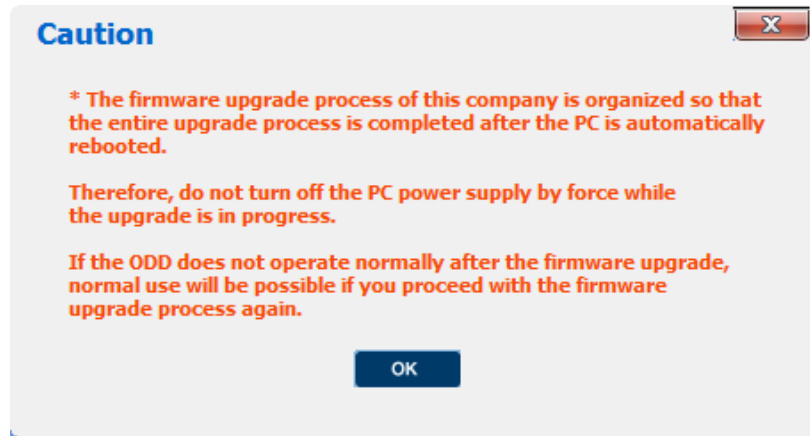 Caution
X
* The firmware upgrade process of this company is organized so that
the entire upgrade process is completed after the PC is automatically
rebooted.
Therefore, do not turn off the PC power supply by force while
the upgrade is in progress.
If the ODD does not operate normally after the firmware upgrade,
normal use will be possible if you proceed with the firmware
upgrade process again.
OK